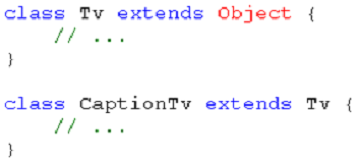 class Tv extends Object {
    // ...
}
class CaptionTv extends Tv {
    // ...
}